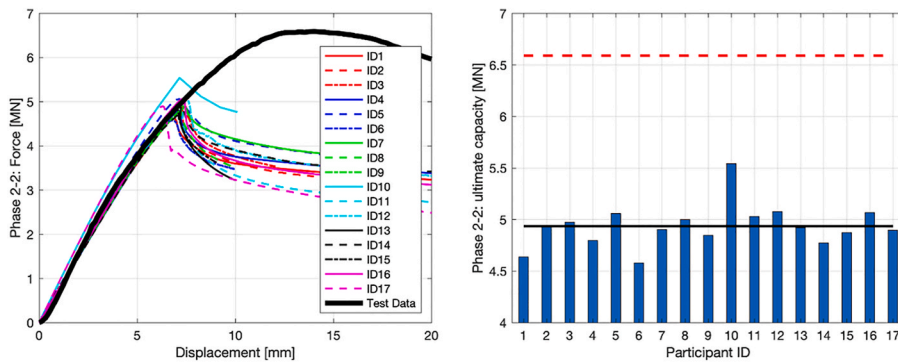 Phase 2-2: Force [MN]
7
6
5
4
3
2
1
0
0
5
10
15
20
Displacement [mm]
ID1
ID2
ID3
ID4
ID5
ID6
ID7
ID8
ID9
ID10
ID11
ID12
ID13
ID14
ID15
ID16
ID17
Test Data
Phase 2-2: ultimate capacity [MN]
7
6.5
6
5.5
5
4.5
4
1 2 3 4 5 6 7 8 9 10 11 12 13 14 15 16 17
Participant ID